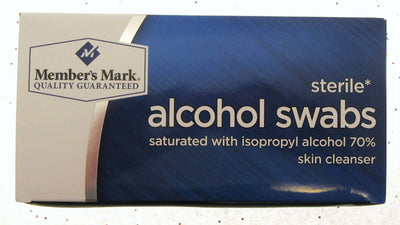 Member's Mark®
QUALITY GUARANTEED
sterile*
alcohol swabs
saturated with isopropyl alcohol 70%
skin cleanser